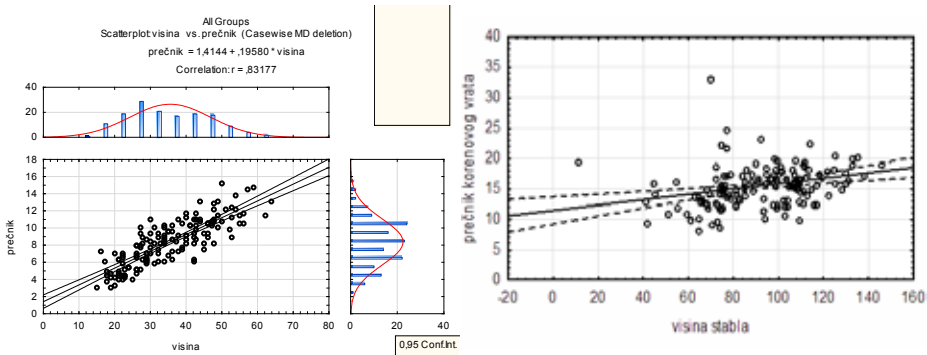 All Groups
Scatterplot:visina vs. prečnik (Casewise MD deletion)
prečnik = 1,4144 + ,19580 * visina
Correlation: r = ,83177
40
20
0
18
16
14
12
10
8
6
4
2
0
prečnik
0 10 20 30 40 50 60 70 80
visina
0 20 40
0,95 Conf.Int.
40
35
30
25
20
15
10
5
0
prečnik korenovog vrata
-20 0 20 40 60 80 100 120 140 160
visina stabla